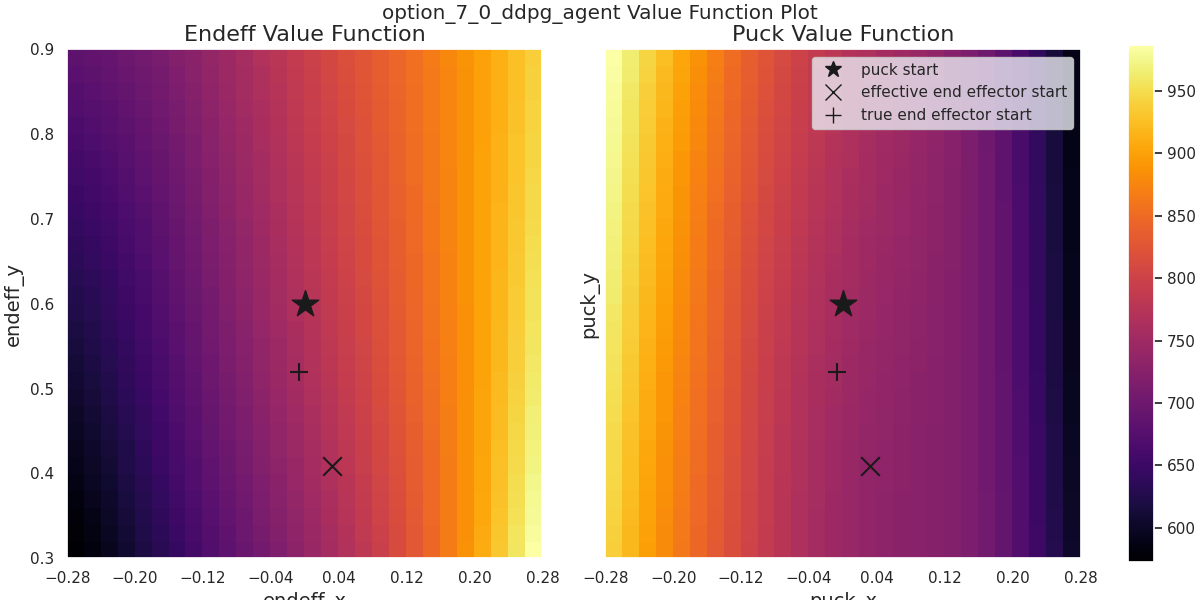 option_7_0_ddpg_agent Value Function Plot
Endeff Value Function
Puck Value Function
puck start
effective end effector start
true end effector start
endeff_y
0.9
0.8
0.7
0.6
0.5
0.4
0.3
−0.28 −0.20 −0.12 −0.04 0.04 0.12 0.20 0.28
endeff_x
puck_y
−0.28 −0.20 −0.12 −0.04 0.04 0.12 0.20 0.28
puck_x
950
900
850
800
750
700
650
600